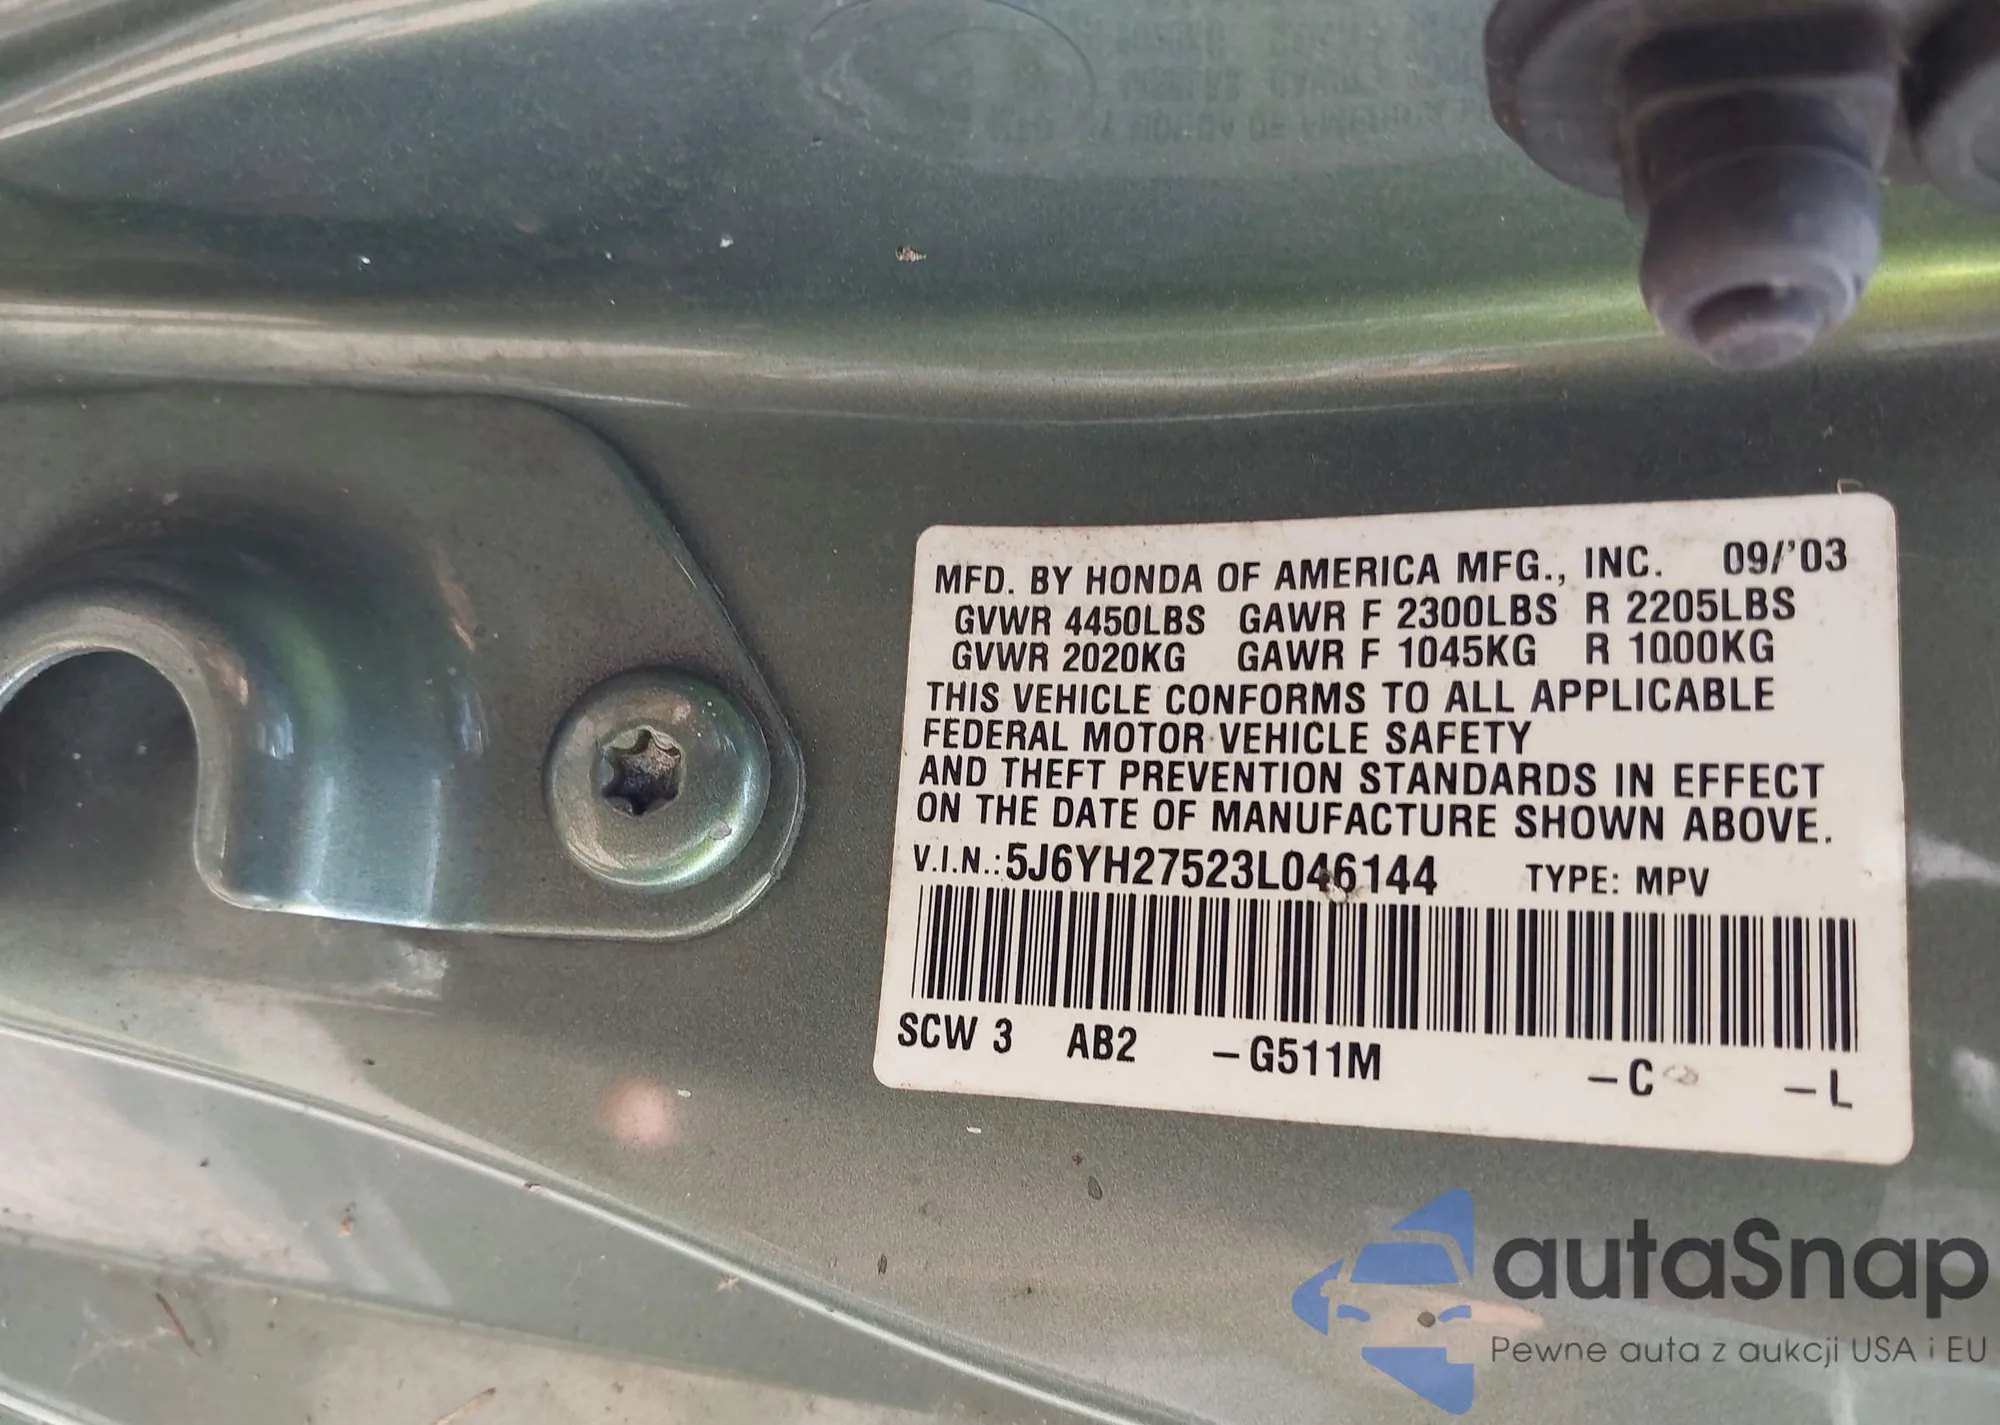 MFD. BY HONDA OF AMERICA MFG., INC. 09/'03
GVWR 4450LBS GAWR F 2300LBS R 2205LBS
GVWR 2020KG GAWR F 1045KG R 1000KG
THIS VEHICLE CONFORMS TO ALL APPLICABLE
FEDERAL MOTOR VEHICLE SAFETY
AND THEFT PREVENTION STANDARDS IN EFFECT
ON THE DATE OF MANUFACTURE SHOWN ABOVE.
V.I.N.: 5J6YH27523L046144 TYPE: MPV
SCW 3 AB2 –G511M –C –L
autaSnap
Pewne auta z aukcji USA i EU